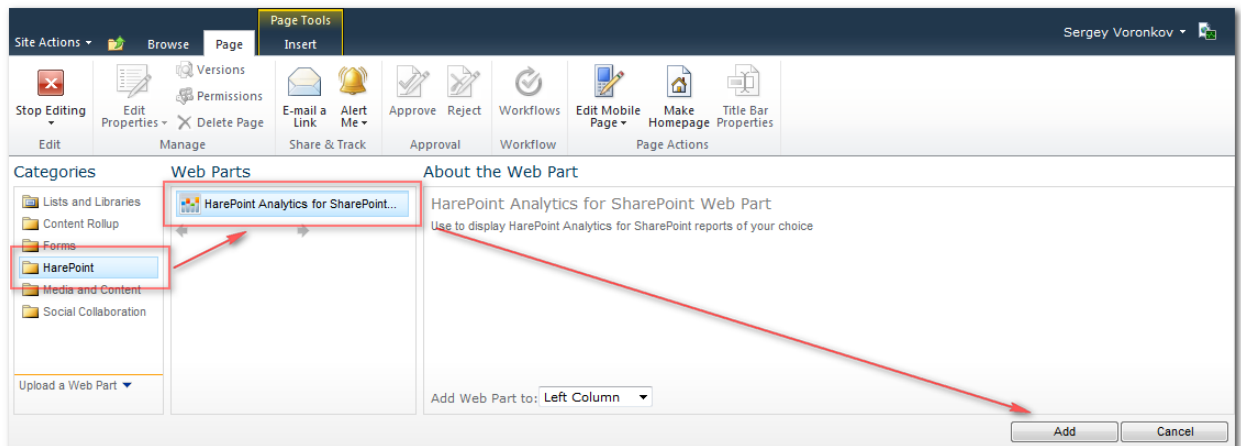 Page Tools
Site Actions Browse Page Insert
Sergey Voronkov
Stop Editing
Edit
Edit Properties
Versions
Permissions
Delete Page
Manage
E-mail a Link
Alert Me
Share & Track
Approve
Reject
Approval
Workflows
Workflow
Edit Mobile Page
Make Homepage
Title Bar Properties
Page Actions
Categories
Lists and Libraries
Content Rollup
Forms
HarePoint
Media and Content
Social Collaboration
Upload a Web Part
Web Parts
HarePoint Analytics for SharePoint...
About the Web Part
HarePoint Analytics for SharePoint Web Part
Use to display HarePoint Analytics for SharePoint reports of your choice
Add Web Part to: Left Column
Add
Cancel